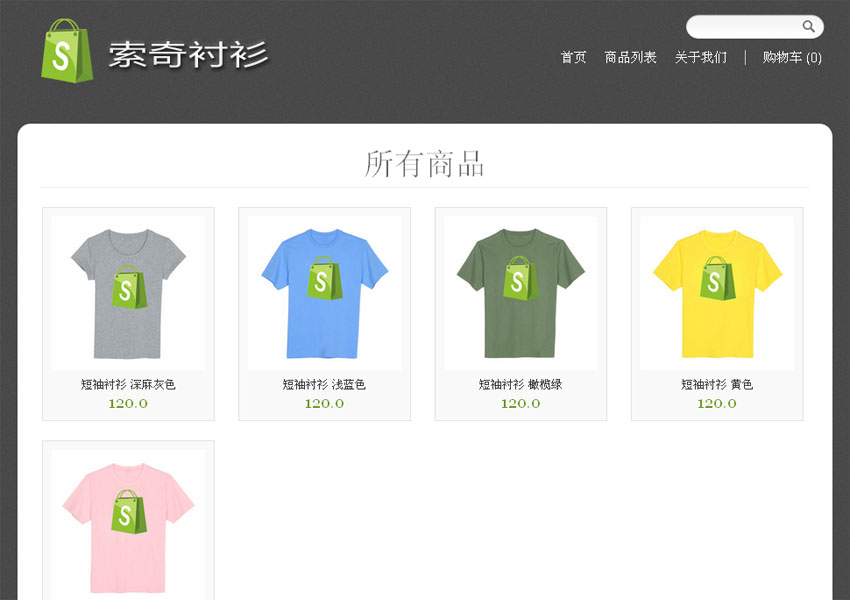 S
索奇衬衫
首页 商品列表 关于我们 | 购物车 (0)
所有商品
S
S
S
S
短袖衬衫 深麻灰色
120.0
短袖衬衫 浅蓝色
120.0
短袖衬衫 橄榄绿
120.0
短袖衬衫 黄色
120.0
S